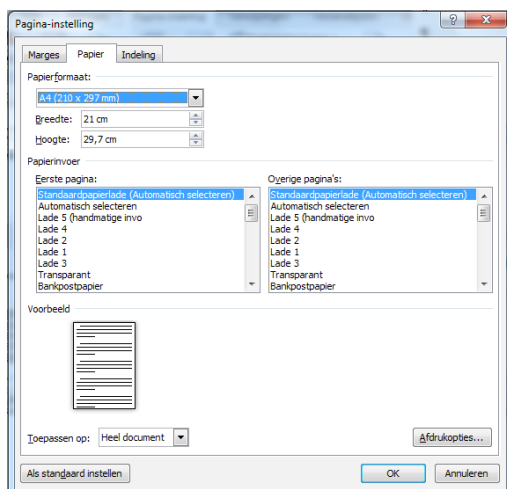 Pagina-instelling
Marges Papier Indeling
Papierformaat:
A4 (210 x 297 mm)
Breedte: 21 cm
Hoogte: 29,7 cm
Papierinvoer
Eerste pagina: Overige pagina's:
Standaardpapierlade (Automatisch selecteren) Standaardpapierlade (Automatisch selecteren)
Automatisch selecteren Automatisch selecteren
Lade 5 (handmatige invo Lade 5 (handmatige invo
Lade 4 Lade 4
Lade 2 Lade 2
Lade 1 Lade 1
Lade 3 Lade 3
Transparant Transparant
Bankpostpapier Bankpostpapier
Voorbeeld
Toepassen op: Heel document Afdrukopties...
Als standaard instellen OK Annuleren